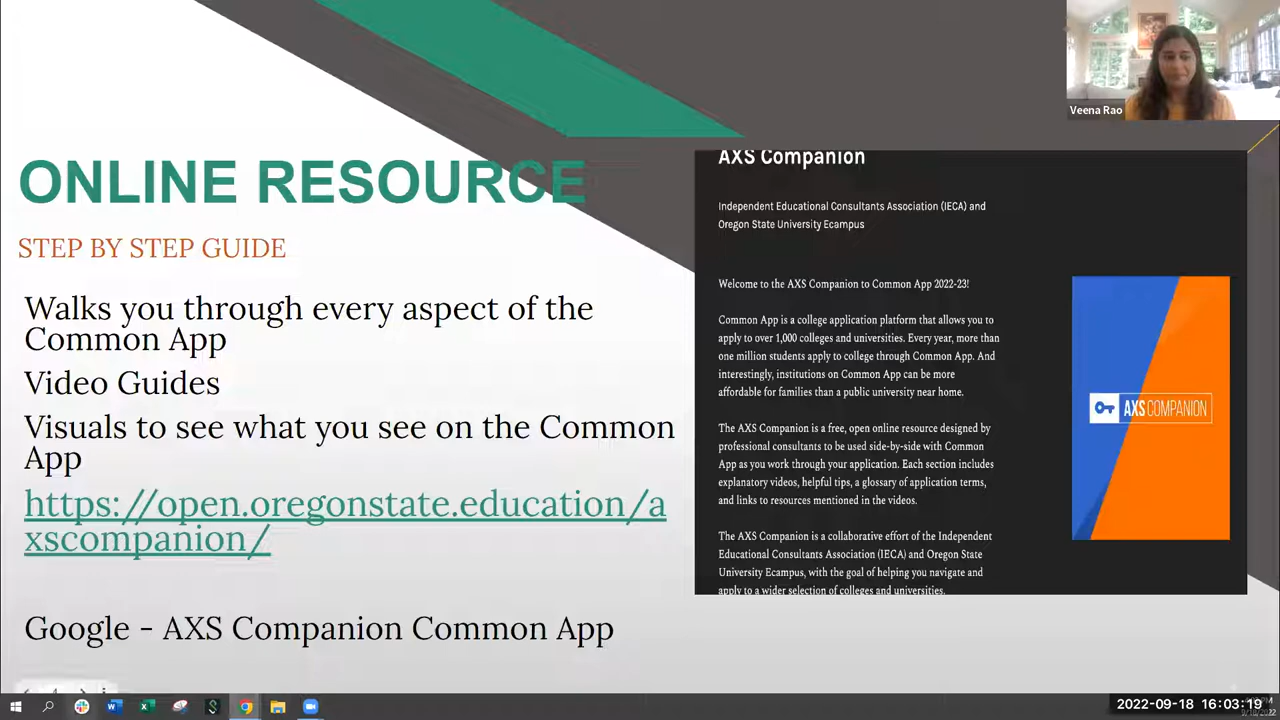 Veena Rao
ONLINE RESOURCE
STEP BY STEP GUIDE
Walks you through every aspect of the
Common App
Video Guides
Visuals to see what you see on the Common
App
https://open.oregonstate.education/a
xscompanion/
Google - AXS Companion Common App
AXS Companion
Independent Educational Consultants Association (IECA) and
Oregon State University Ecampus
Welcome to the AXS Companion to Common App 2022-23!
Common App is a college application platform that allows you to
apply to over 1,000 colleges and universities. Every year, more than
one million students apply to college through Common App. And
interestingly, institutions on Common App can be more
affordable for families than a public university near home.
The AXS Companion is a free, open online resource designed by
professional consultants to be used side-by-side with Common
App as you work through your application. Each section includes
explanatory videos, helpful tips, a glossary of application terms,
and links to resources mentioned in the videos.
The AXS Companion is a collaborative effort of the Independent
Educational Consultants Association (IECA) and Oregon State
University Ecampus, with the goal of helping you navigate and
apply to a wider selection of colleges and universities.
AXS COMPANION
2022-09-18 16:03:19